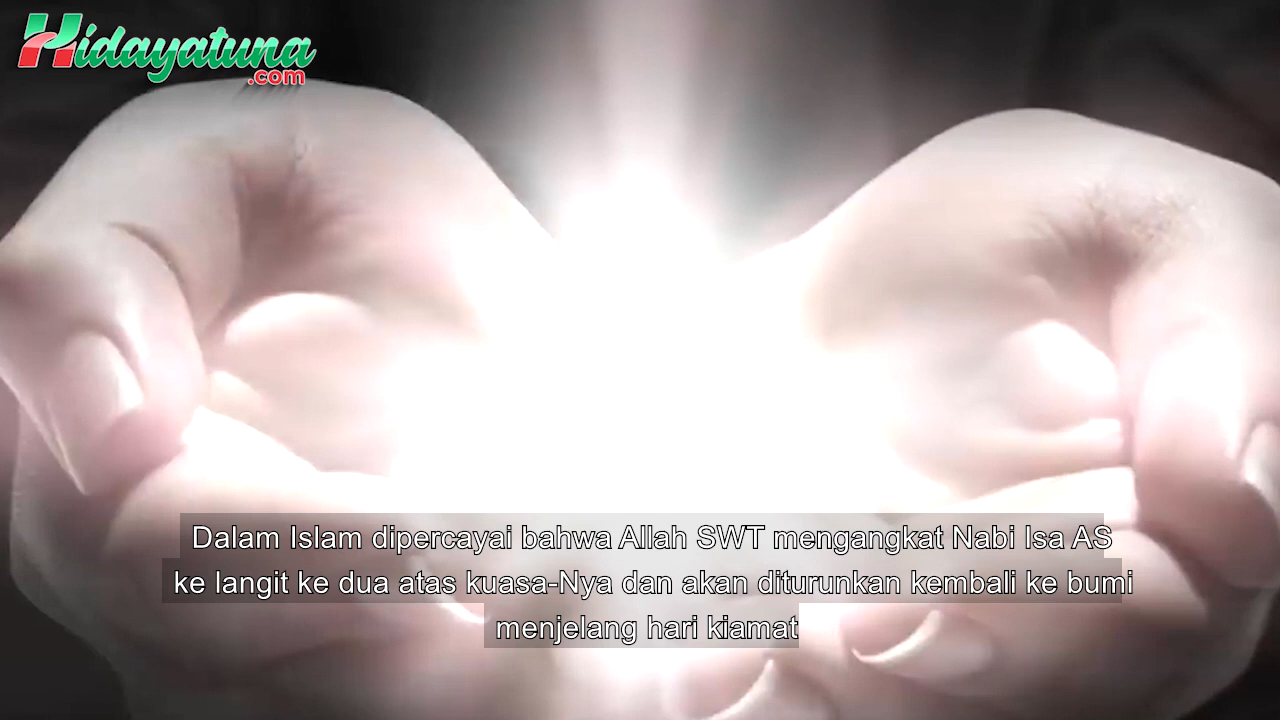 Hidayatuna
.com
Dalam Islam dipercayai bahwa Allah SWT mengangkat Nabi Isa AS
ke langit ke dua atas kuasa-Nya dan akan diturunkan kembali ke bumi
menjelang hari kiamat